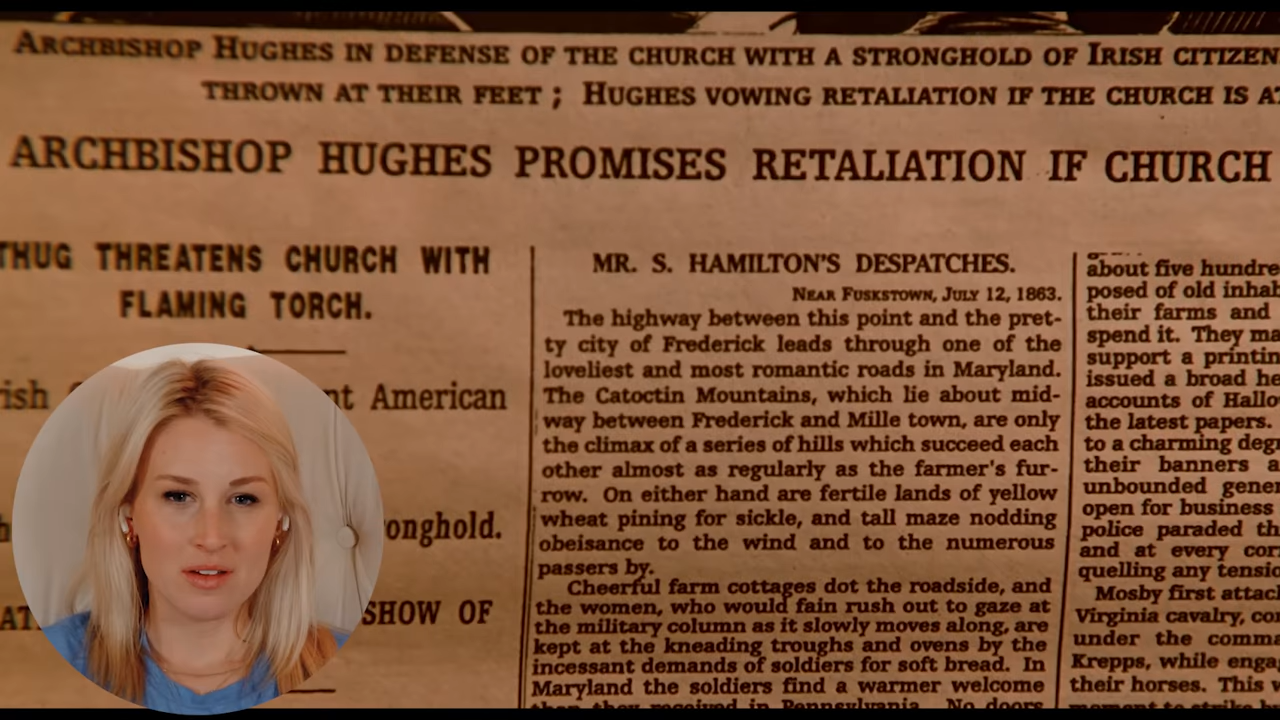 ARCHBISHOP HUGHES IN DEFENSE OF THE CHURCH WITH A STRONGHOLD OF IRISH CITIZEN
THROWN AT THEIR FEET ; HUGHES VOWING RETALIATION IF THE CHURCH IS
ARCHBISHOP HUGHES PROMISES RETALIATION IF CHURCH
THUG THREATENS CHURCH WITH
FLAMING TORCH.
American
SHOW OF
MR. S. HAMILTON'S DESPATCHES.
NEAR FUSKSTOWN, JULY 12, 1863.
The highway between this point and the pret-
ty city of Frederick leads through one of the
loveliest and most romantic roads in Maryland.
The Catoctin Mountains, which lie about mid-
way between Frederick and Mille town, are only
the climax of a series of hills which succeed each
other almost as regularly as the farmer's fur-
row. On either hand are fertile lands of yellow
wheat pining for sickle, and tall maze nodding
obeisance to the wind and to the numerous
passers by.
Cheerful farm cottages dot the roadside, and
the women, who would fain rush out to gaze at
the military column as it slowly moves along, are
kept at the kneading troughs and ovens by the
incessant demands of soldiers for soft bread. In
Maryland the soldiers find a warmer welcome
than they received in Pennsylvania. No doors
about five hundre
posed of old inhab
their farms and
spend it. They ma
support a printin
issued a broad he
accounts of Hallo
the latest papers.
to a charming degr
their banners a
unbounded gener
open for business
police paraded th
and at every cor
quelling any tensio
Mosby first attac
Virginia cavalry, co
under the comma
Krepps, while enga
their horses. This w
moment to strike